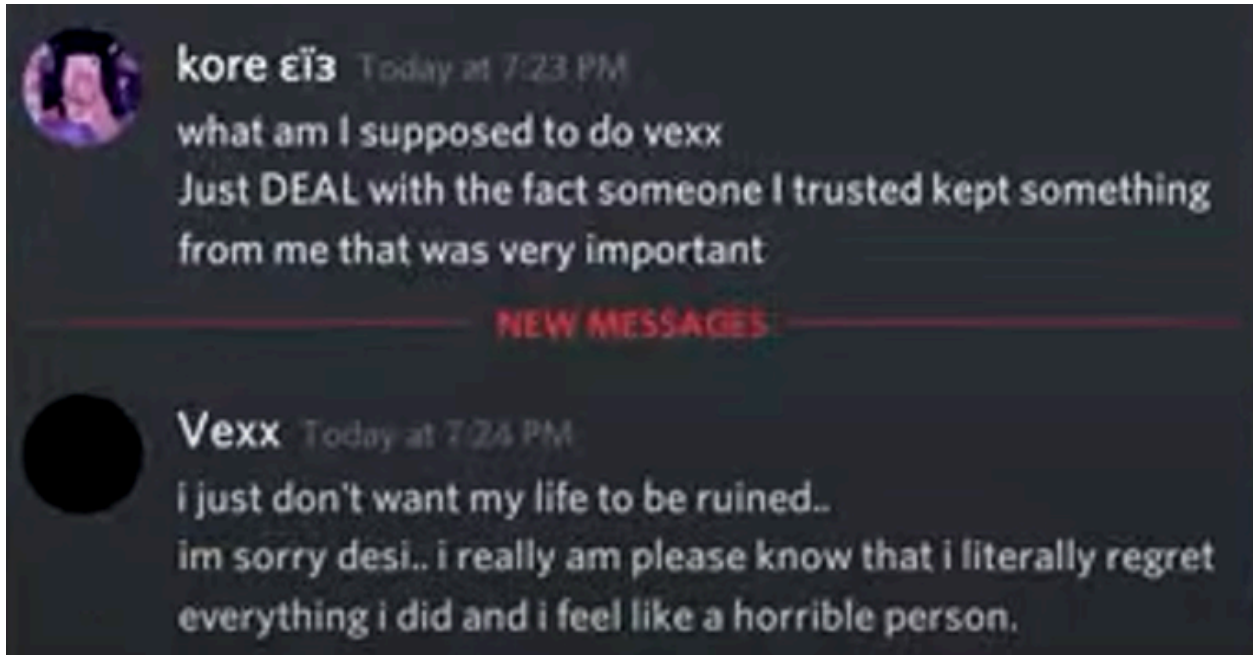 kore εïз Today at 7:23 PM
what am I supposed to do vexx
Just DEAL with the fact someone I trusted kept something
from me that was very important
NEW MESSAGES
Vexx Today at 7:24 PM
i just don't want my life to be ruined..
im sorry desi.. i really am please know that i literally regret
everything i did and i feel like a horrible person.